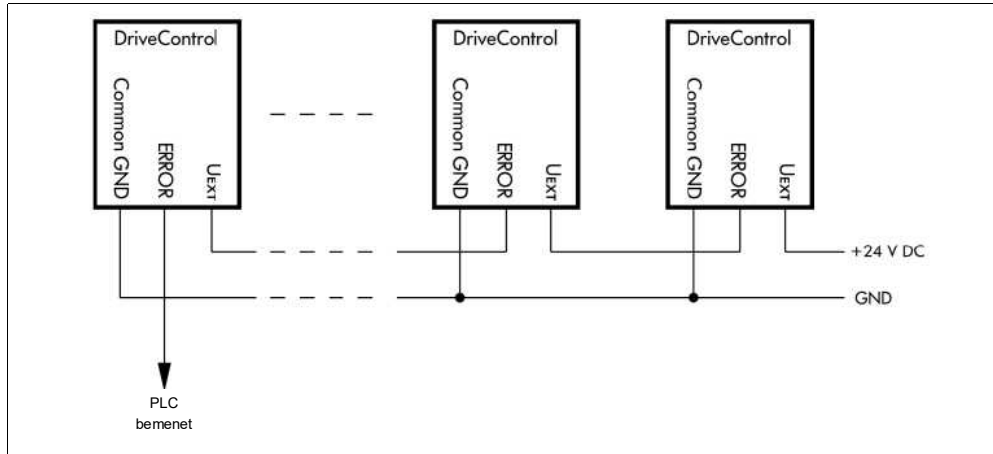 DriveControl
DriveControl
DriveControl
Common GND
ERROR
UEXT
Common GND
ERROR
UEXT
Common GND
ERROR
UEXT
+24 V DC
GND
PLC
bemenet